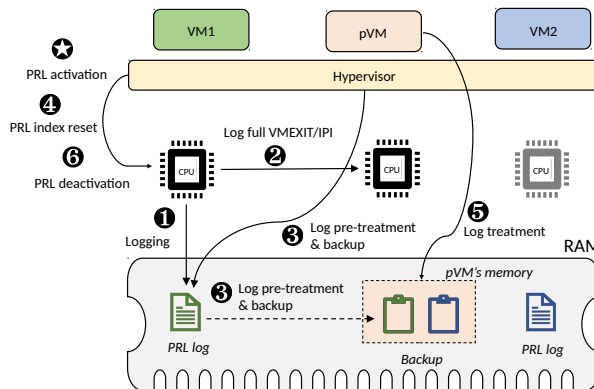 VM1
pVM
VM2
PRL activation
Hypervisor
4
PRL index reset
Log full VMEXIT/IPI
6
2
PRL deactivation
CPU
CPU
CPU
1
Logging
3
Log pre-treatment
& backup
5
Log treatment
RAM
pVM's memory
3
Log pre-treatment
& backup
PRL log
Backup
PRL log